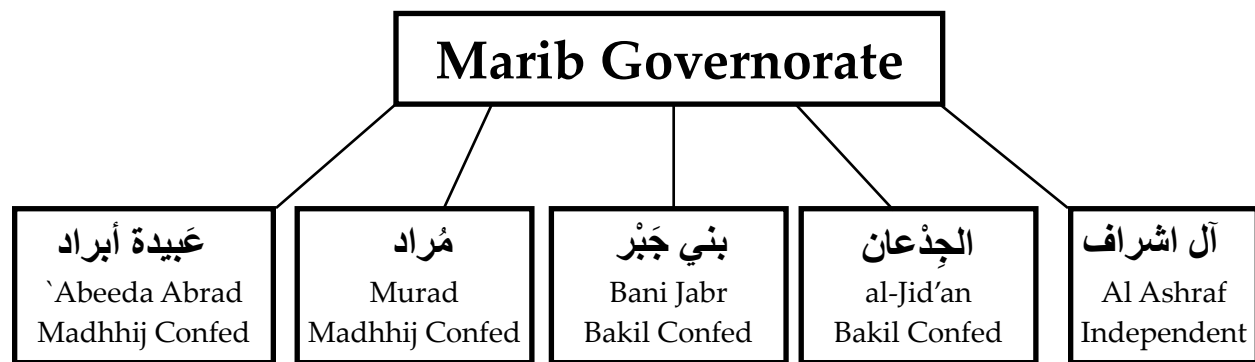 Marib Governorate
عَبيدة أبراد
`Abeeda Abrad
Madhhij Confed
مُراد
Murad
Madhhij Confed
بني جَبْر
Bani Jabr
Bakil Confed
الجِدْعان
al-Jid’an
Bakil Confed
آل اشراف
Al Ashraf
Independent